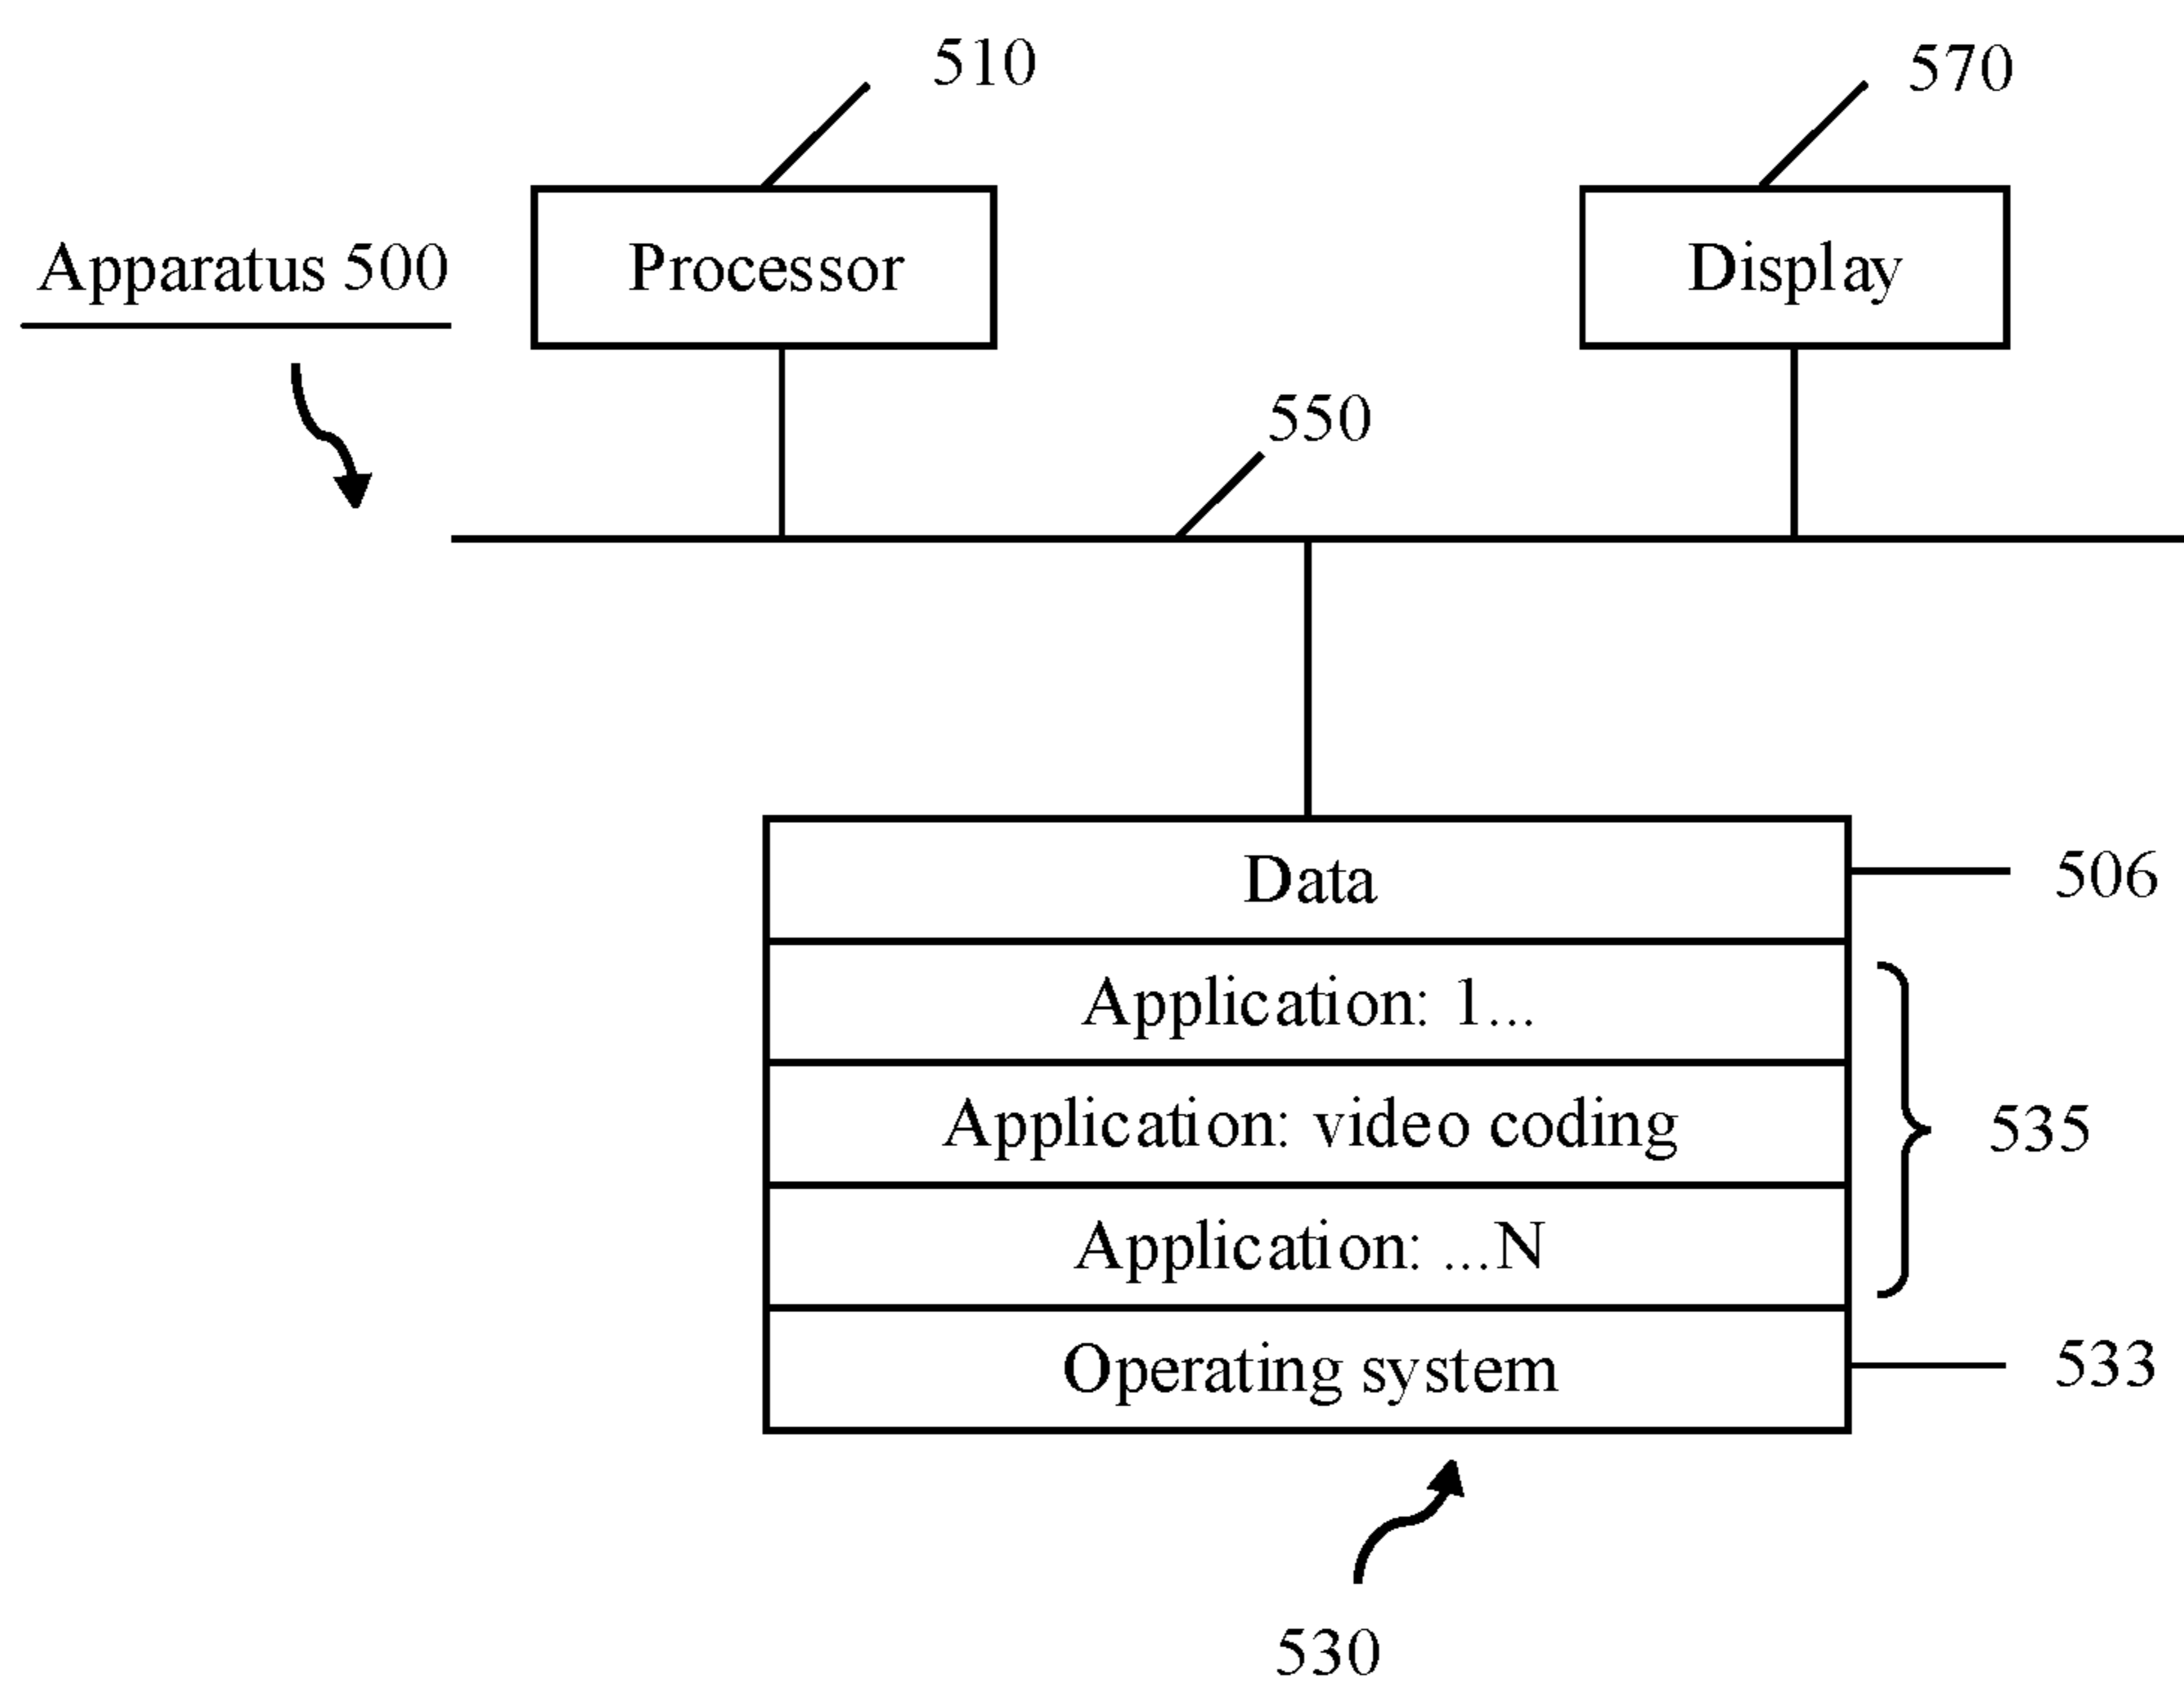 510
570
Apparatus 500
Processor
Display
550
Data
506
Application: 1...
Application: video coding
535
Application: ...N
Operating system
533
530